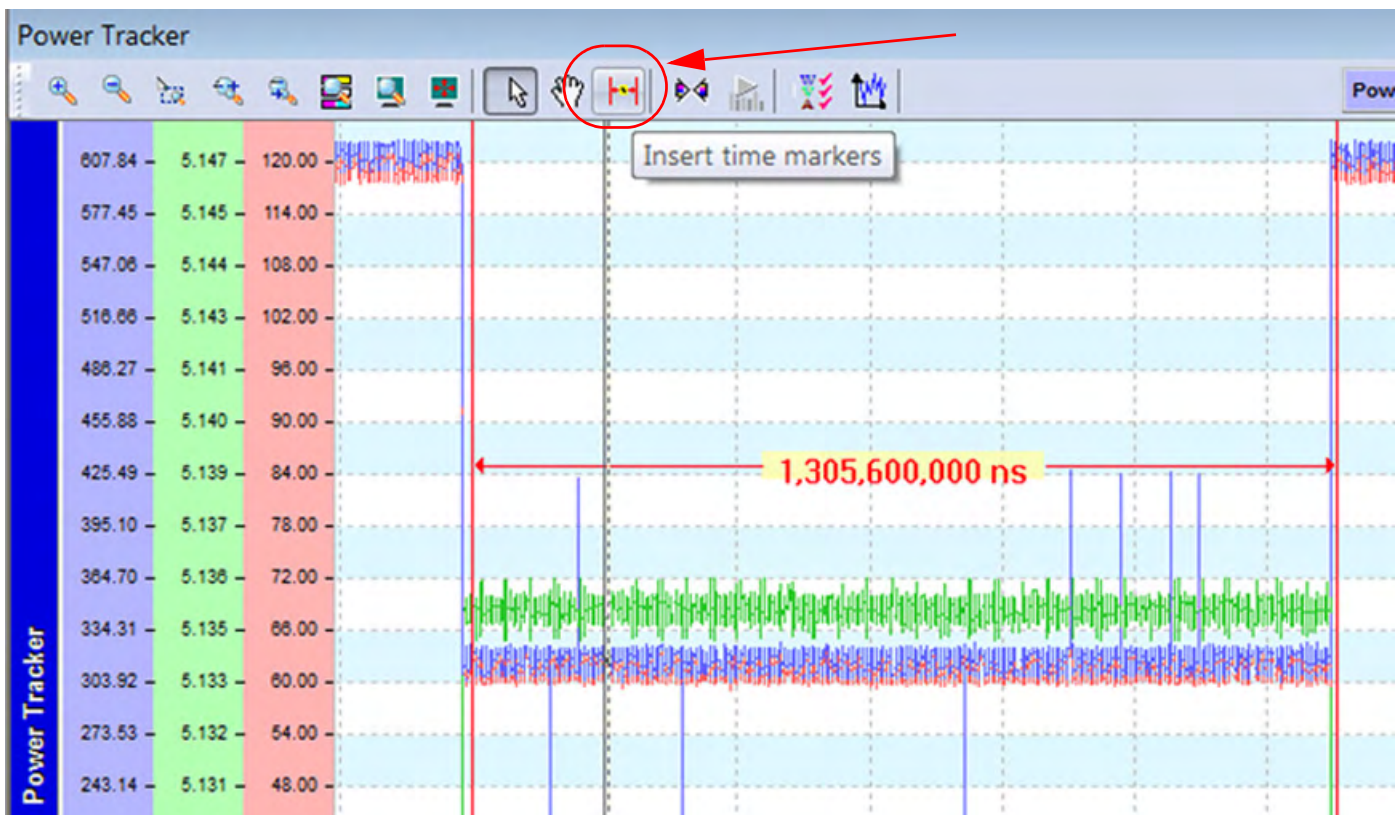 Power Tracker
Pow
Insert time markers
607.84 5.147 120.00
577.45 5.145 114.00
547.06 5.144 108.00
516.66 5.143 102.00
486.27 5.141 96.00
455.88 5.140 90.00
425.49 5.139 84.00
1,305,600,000 ns
395.10 5.137 78.00
364.70 5.136 72.00
334.31 5.135 66.00
303.92 5.133 60.00
273.53 5.132 54.00
243.14 5.131 48.00
Power Tracker